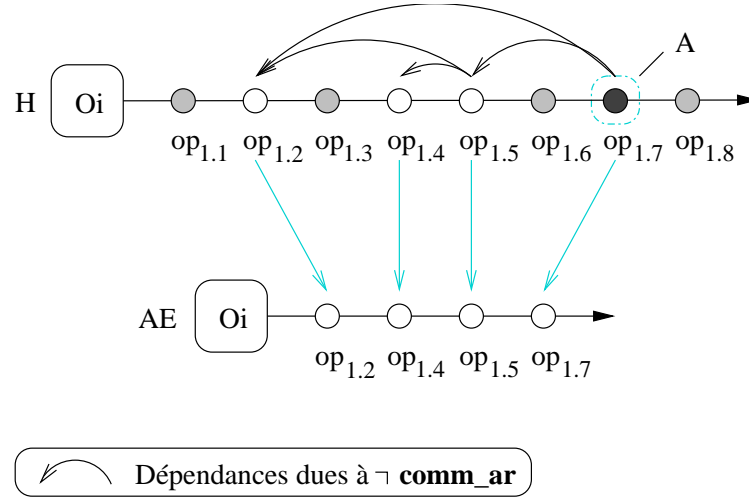 A
H Oi
op1.1 op1.2 op1.3 op1.4 op1.5 op1.6 op1.7 op1.8
AE Oi
op1.2 op1.4 op1.5 op1.7
Dépendances dues à ¬ comm_ar